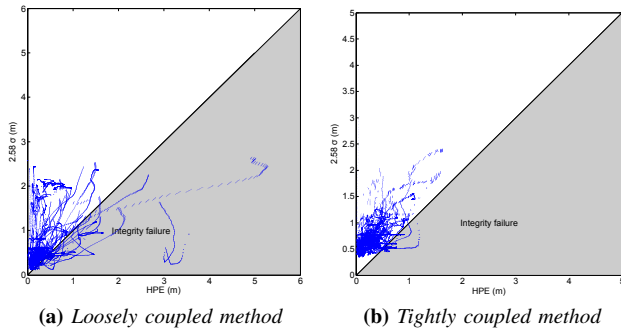 6
5
4
3
2
1
0
0 1 2 3 4 5 6
2.58 σ (m)
HPE (m)
Integrity failure
(a) Loosely coupled method
5
4.5
4
3.5
3
2.5
2
1.5
1
0.5
0
0 1 2 3 4 5
2.58 σ (m)
HPE (m)
Integrity failure
(b) Tightly coupled method